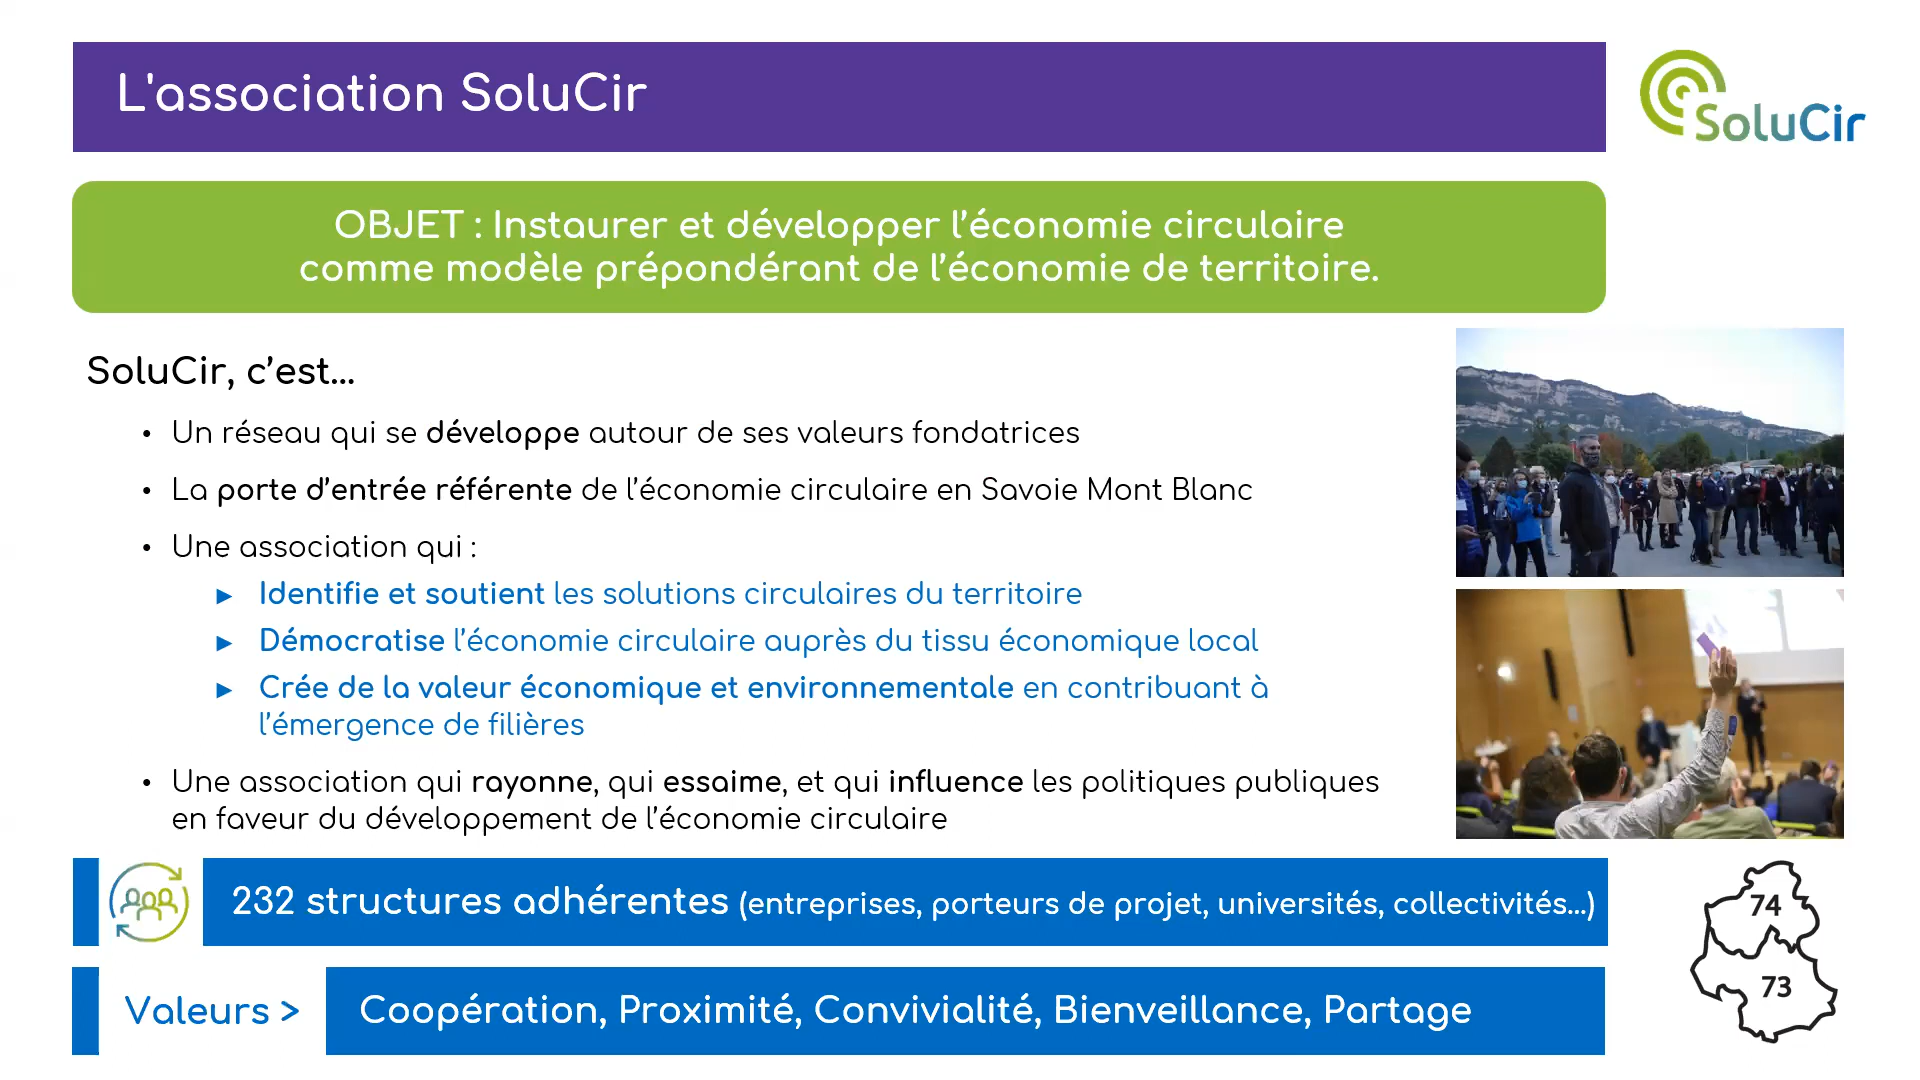 L'association SoluCir
SoluCir
OBJET : Instaurer et développer l’économie circulaire
comme modèle prépondérant de l’économie de territoire.
SoluCir, c’est...
• Un réseau qui se développe autour de ses valeurs fondatrices
• La porte d’entrée référente de l’économie circulaire en Savoie Mont Blanc
• Une association qui :
► Identifie et soutient les solutions circulaires du territoire
► Démocratise l’économie circulaire auprès du tissu économique local
► Crée de la valeur économique et environnementale en contribuant à
l’émergence de filières
• Une association qui rayonne, qui essaime, et qui influence les politiques publiques
en faveur du développement de l’économie circulaire
232 structures adhérentes (entreprises, porteurs de projet, universités, collectivités...)
Valeurs > Coopération, Proximité, Convivialité, Bienveillance, Partage
74
73